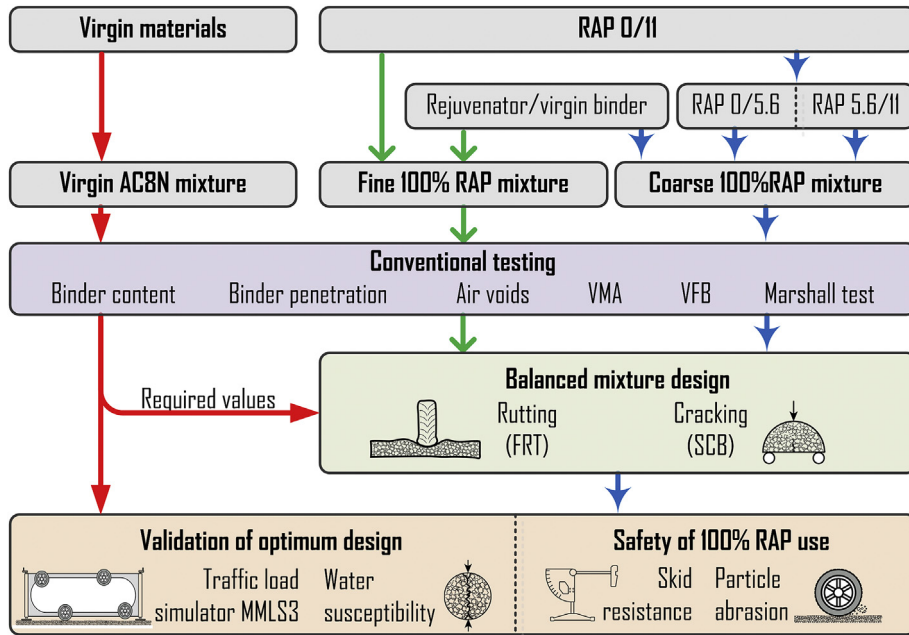 Virgin materials
RAP 0/11
Rejuvenator/virgin binder
RAP 0/5.6
RAP 5.6/11
Virgin AC8N mixture
Fine 100% RAP mixture
Coarse 100%RAP mixture
Conventional testing
Binder content
Binder penetration
Air voids
VMA
VFB
Marshall test
Required values
Balanced mixture design
Rutting
(FRT)
Cracking
(SCB)
Validation of optimum design
Traffic load
simulator MMLS3
Water
susceptibility
Safety of 100% RAP use
Skid
resistance
Particle
abrasion